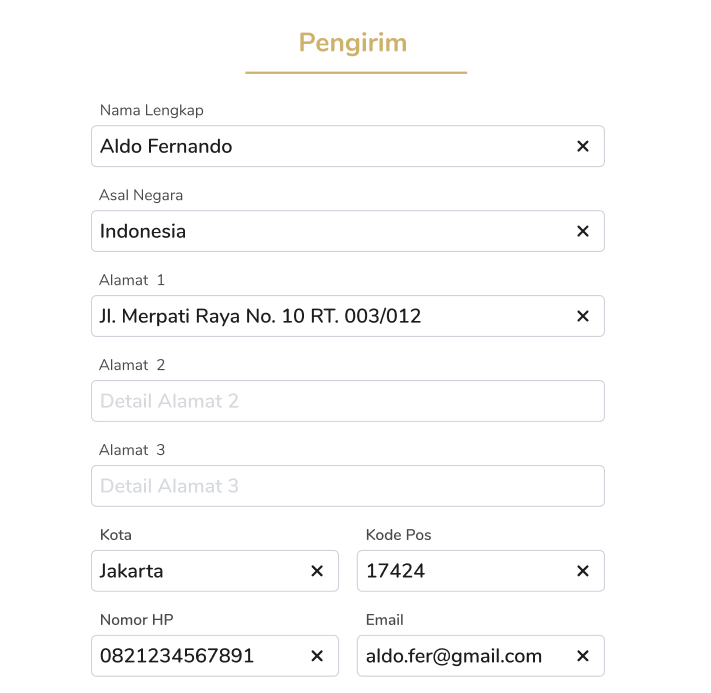 Pengirim
Nama Lengkap
Aldo Fernando
Asal Negara
Indonesia
Alamat 1
Jl. Merpati Raya No. 10 RT. 003/012
Alamat 2
Detail Alamat 2
Alamat 3
Detail Alamat 3
Kota
Kode Pos
Jakarta
17424
Nomor HP
Email
0821234567891
aldo.fer@gmail.com